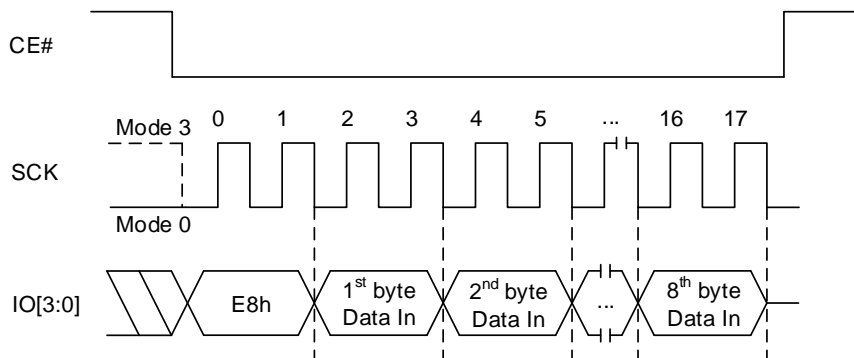 CE#
0 1 2 3 4 5 ... 16 17
Mode 3
SCK
Mode 0
IO[3:0]
E8h
1st byte
Data In
2nd byte
Data In
...
8th byte
Data In